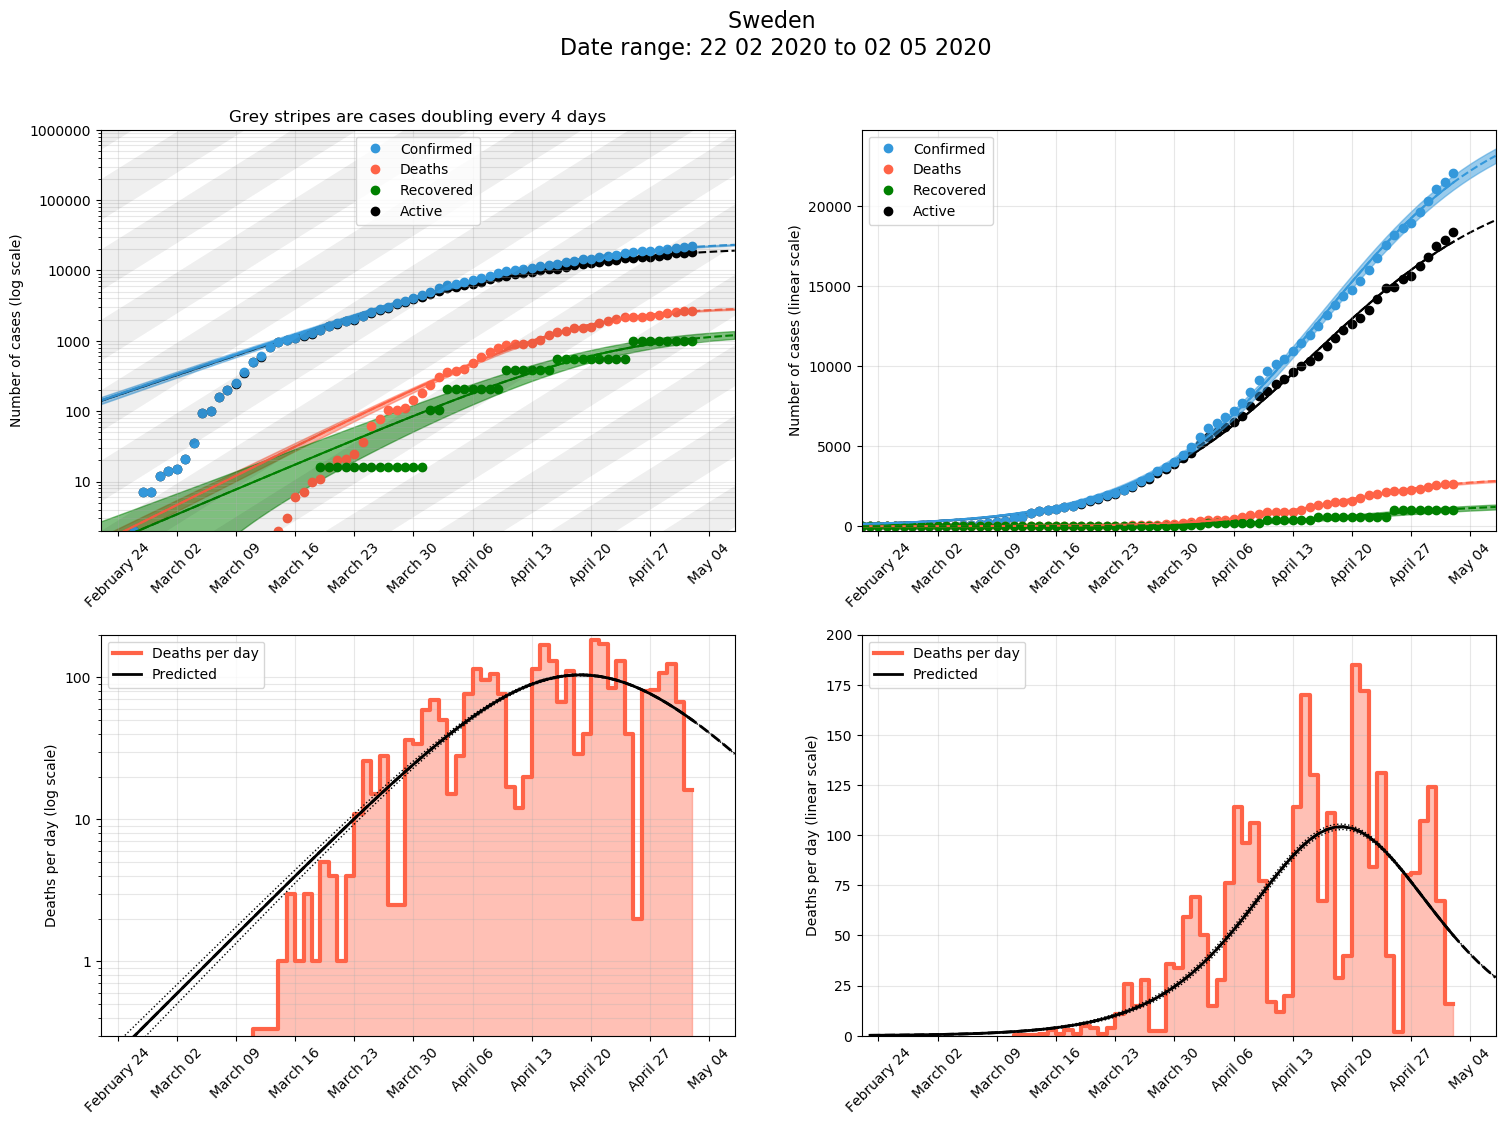 Sweden
Date range: 22 02 2020 to 02 05 2020
Grey stripes are cases doubling every 4 days
Number of cases (log scale)
1000000
100000
10000
1000
100
10
Confirmed
Deaths
Recovered
Active
February 24
March 02
March 09
March 16
March 23
March 30
April 06
April 13
April 20
April 27
May 04
Number of cases (linear scale)
20000
15000
10000
5000
0
Confirmed
Deaths
Recovered
Active
February 24
March 02
March 09
March 16
March 23
March 30
April 06
April 13
April 20
April 27
May 04
Deaths per day (log scale)
100
10
1
Deaths per day
Predicted
February 24
March 02
March 09
March 16
March 23
March 30
April 06
April 13
April 20
April 27
May 04
Deaths per day (linear scale)
200
175
150
125
100
75
50
25
0
Deaths per day
Predicted
February 24
March 02
March 09
March 16
March 23
March 30
April 06
April 13
April 20
April 27
May 04